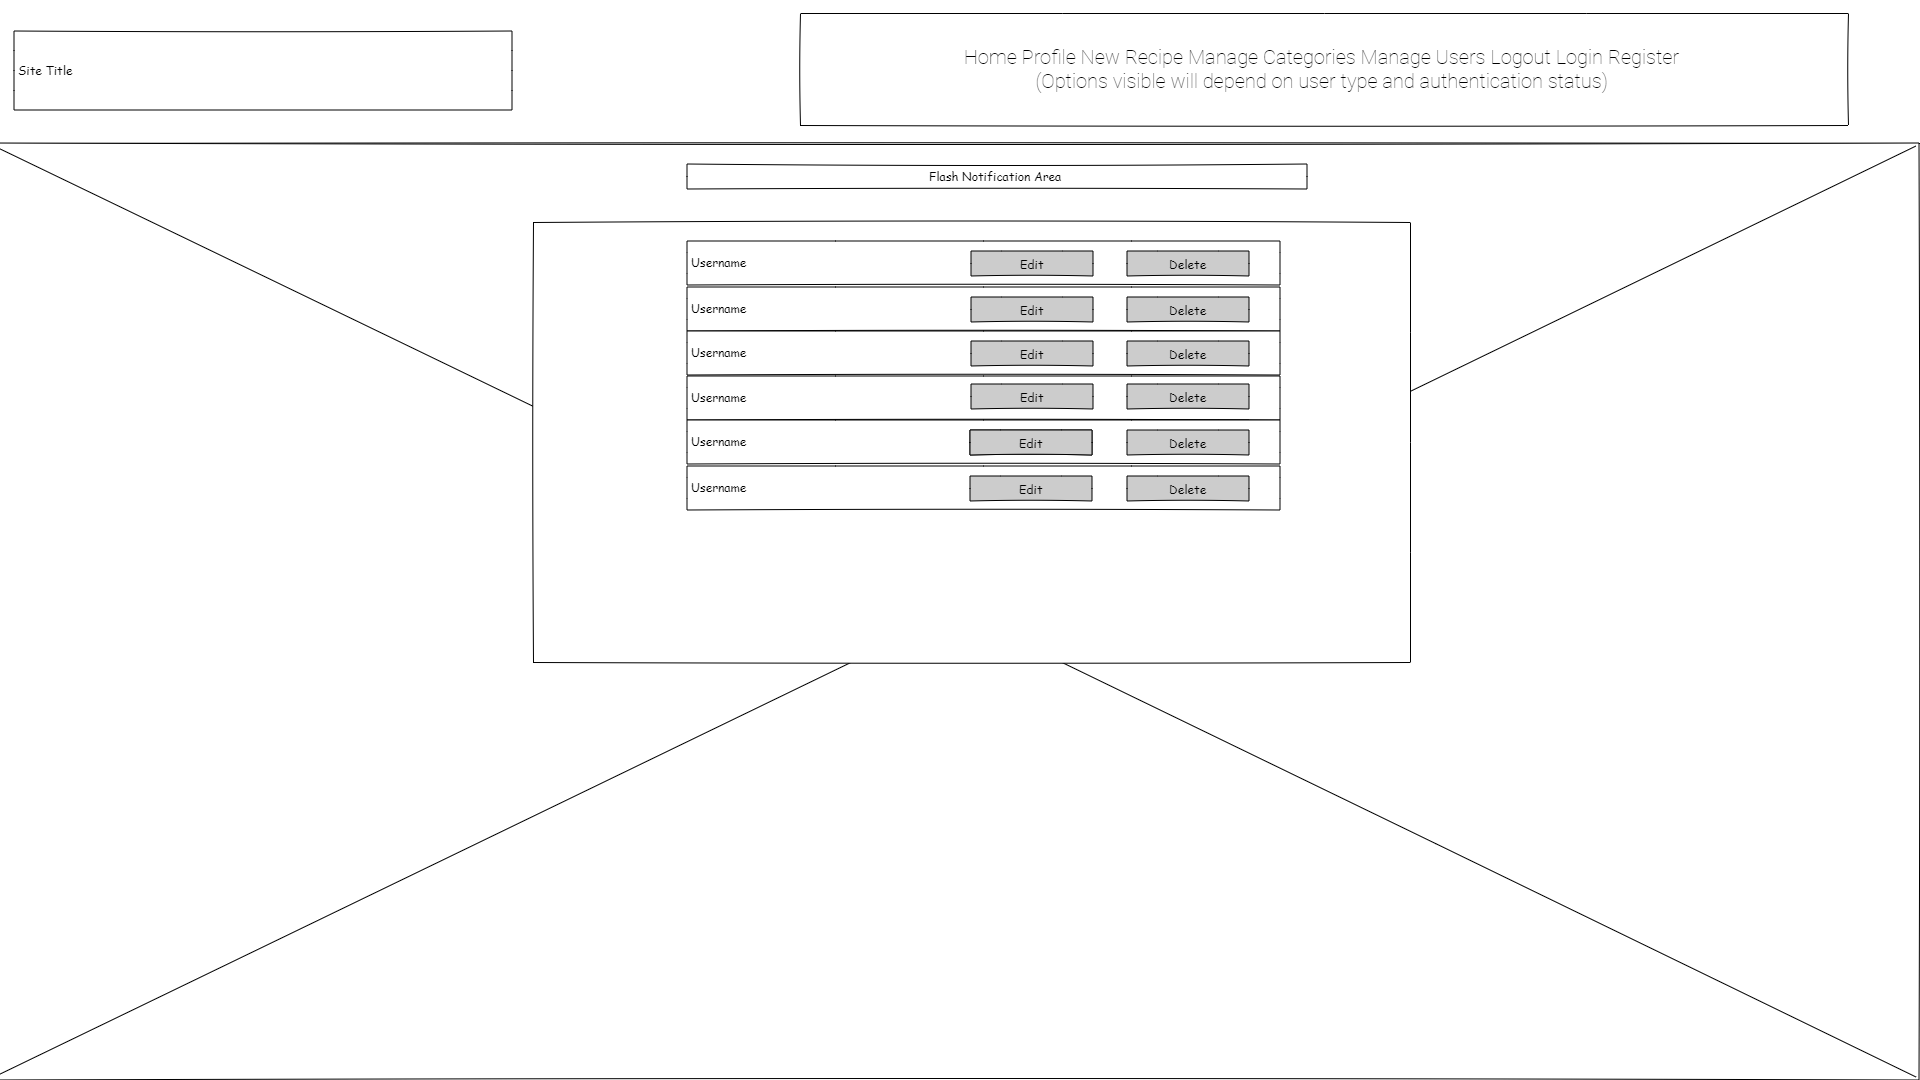 Site Title
Home Profile New Recipe Manage Categories Manage Users Logout Login Register
(Options visible will depend on user type and authentication status)
Flash Notification Area
Username Edit Delete
Username Edit Delete
Username Edit Delete
Username Edit Delete
Username Edit Delete
Username Edit Delete